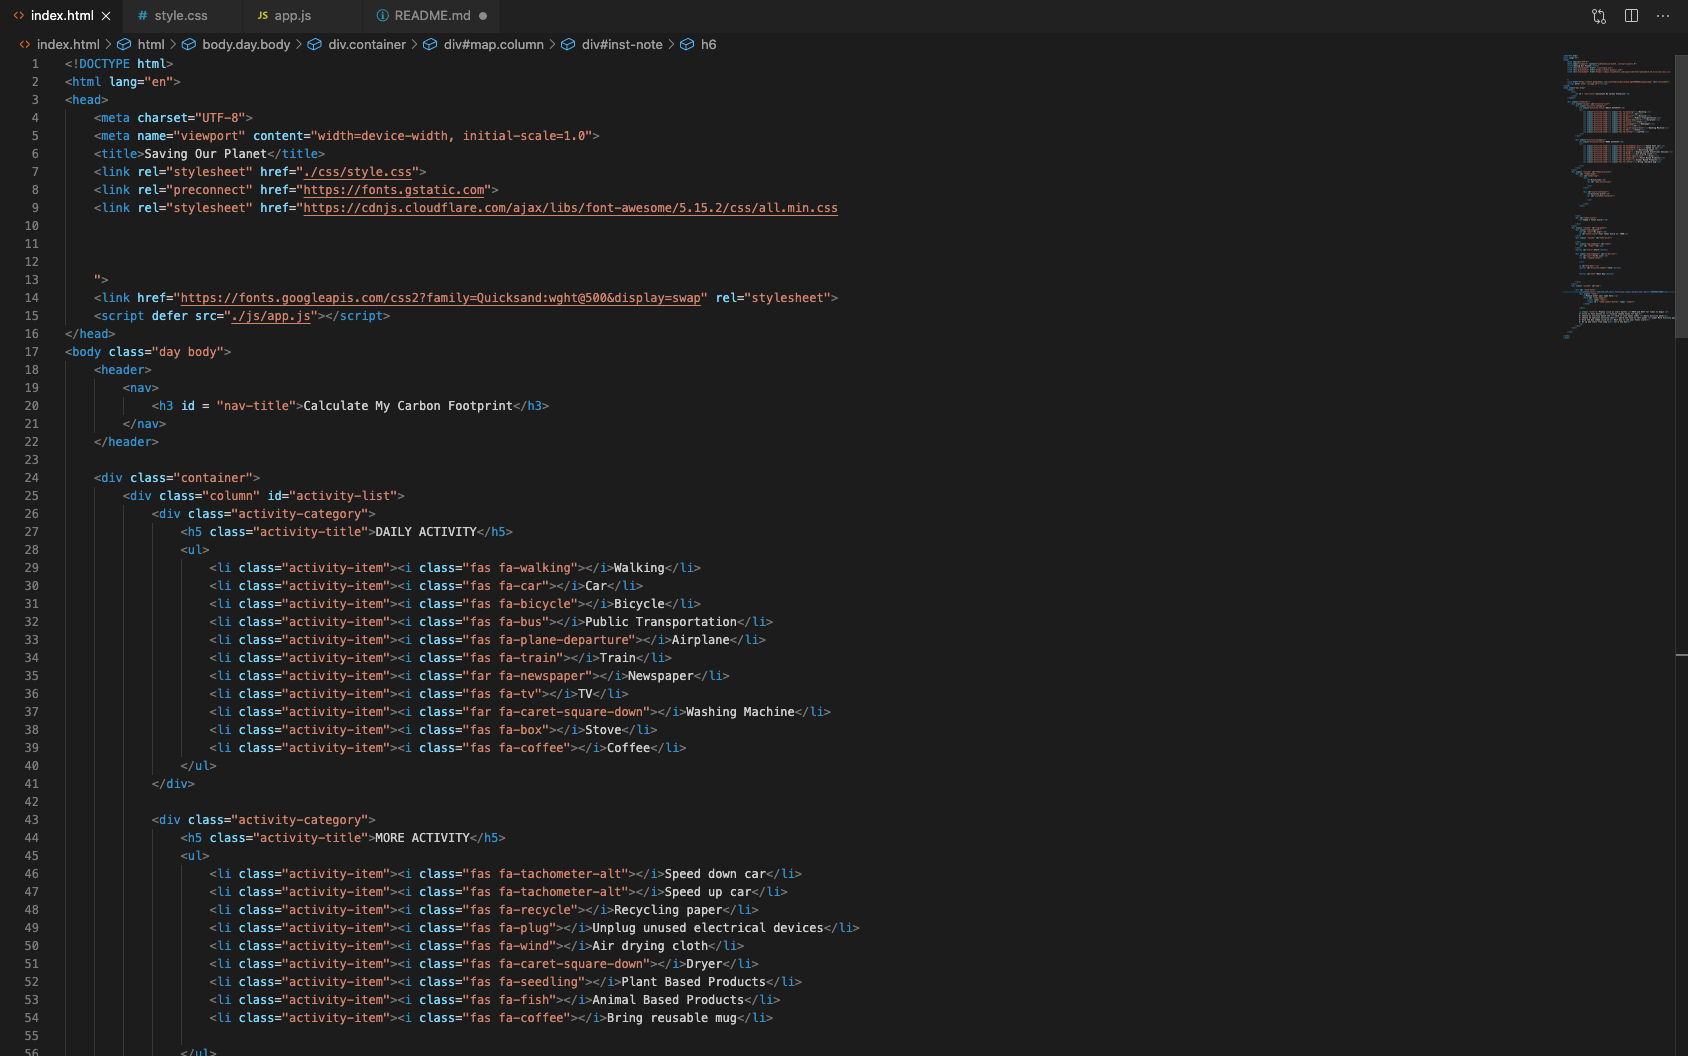 index.html
style.css
app.js
README.md
index.html > html > body.day.body > div.container > div#map.column > div#inst-note > h6
1 <!DOCTYPE html>
2 <html lang="en">
3 <head>
4 <meta charset="UTF-8">
5 <meta name="viewport" content="width=device-width, initial-scale=1.0">
6 <title>Saving Our Planet</title>
7 <link rel="stylesheet" href="./css/style.css">
8 <link rel="preconnect" href="https://fonts.gstatic.com">
9 <link rel="stylesheet" href="https://cdnjs.cloudflare.com/ajax/libs/font-awesome/5.15.2/css/all.min.css
10
11
12
13 ">
14 <link href="https://fonts.googleapis.com/css2?family=Quicksand:wght@500&display=swap" rel="stylesheet">
15 <script defer src="./js/app.js"></script>
16 </head>
17 <body class="day body">
18 <header>
19 <nav>
20 <h3 id = "nav-title">Calculate My Carbon Footprint</h3>
21 </nav>
22 </header>
23
24 <div class="container">
25 <div class="column" id="activity-list">
26 <div class="activity-category">
27 <h5 class="activity-title">DAILY ACTIVITY</h5>
28 <ul>
29 <li class="activity-item"><i class="fas fa-walking"></i>Walking</li>
30 <li class="activity-item"><i class="fas fa-car"></i>Car</li>
31 <li class="activity-item"><i class="fas fa-bicycle"></i>Bicycle</li>
32 <li class="activity-item"><i class="fas fa-bus"></i>Public Transportation</li>
33 <li class="activity-item"><i class="fas fa-plane-departure"></i>Airplane</li>
34 <li class="activity-item"><i class="fas fa-train"></i>Train</li>
35 <li class="activity-item"><i class="far fa-newspaper"></i>Newspaper</li>
36 <li class="activity-item"><i class="fas fa-tv"></i>TV</li>
37 <li class="activity-item"><i class="far fa-caret-square-down"></i>Washing Machine</li>
38 <li class="activity-item"><i class="fas fa-box"></i>Stove</li>
39 <li class="activity-item"><i class="fas fa-coffee"></i>Coffee</li>
40 </ul>
41 </div>
42
43 <div class="activity-category">
44 <h5 class="activity-title">MORE ACTIVITY</h5>
45 <ul>
46 <li class="activity-item"><i class="fas fa-tachometer-alt"></i>Speed down car</li>
47 <li class="activity-item"><i class="fas fa-tachometer-alt"></i>Speed up car</li>
48 <li class="activity-item"><i class="fas fa-recycle"></i>Recycling paper</li>
49 <li class="activity-item"><i class="fas fa-plug"></i>Unplug unused electrical devices</li>
50 <li class="activity-item"><i class="fas fa-wind"></i>Air drying cloth</li>
51 <li class="activity-item"><i class="fas fa-caret-square-down"></i>Dryer</li>
52 <li class="activity-item"><i class="fas fa-seedling"></i>Plant Based Products</li>
53 <li class="activity-item"><i class="fas fa-fish"></i>Animal Based Products</li>
54 <li class="activity-item"><i class="fas fa-coffee"></i>Bring reusable mug</li>
55
56 </ul>